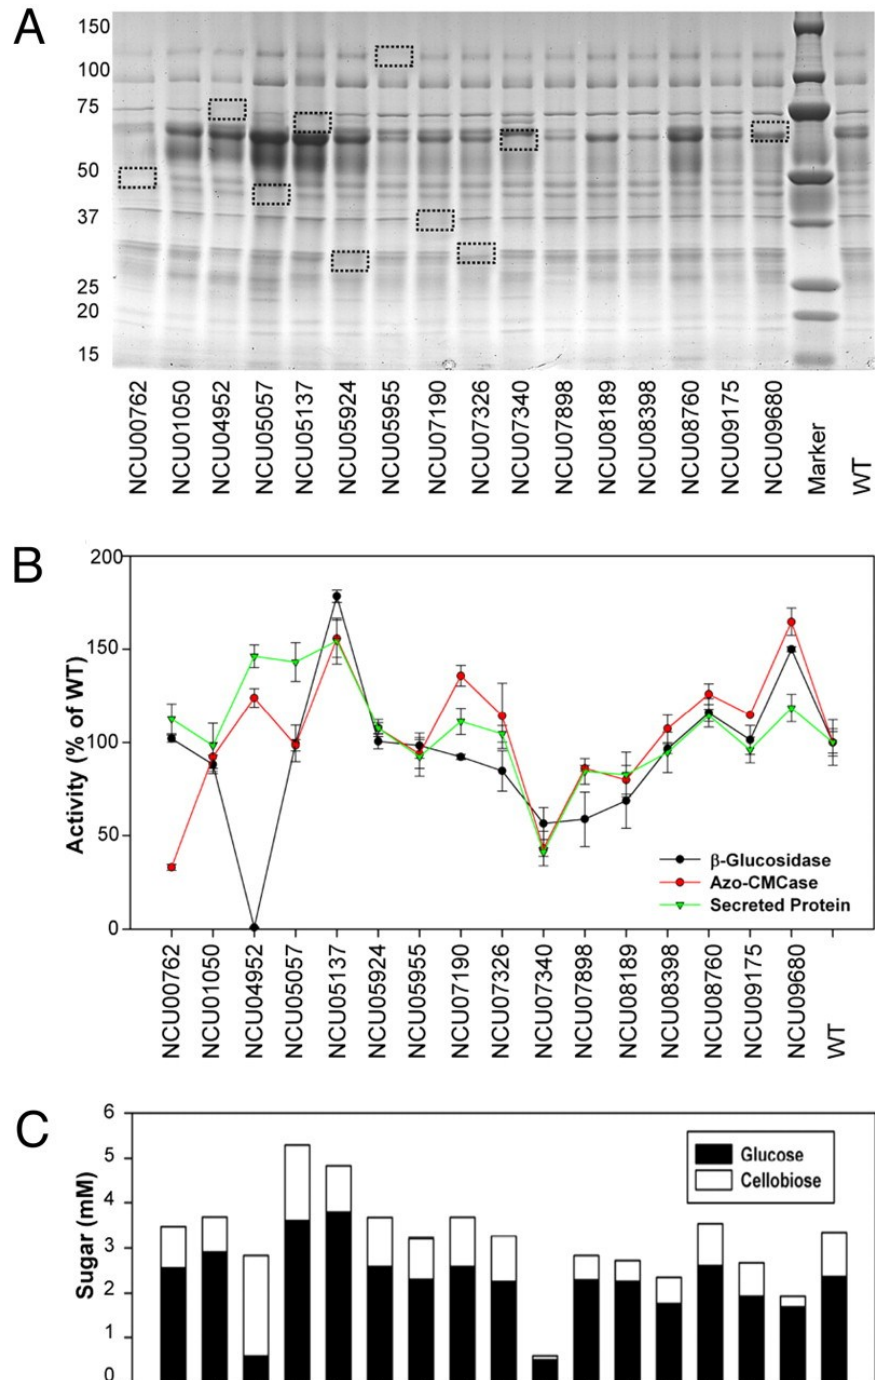 A
150
100
75
50
37
25
20
15
NCU00762
NCU01050
NCU04952
NCU05057
NCU05137
NCU05924
NCU05955
NCU07190
NCU07326
NCU07340
NCU07898
NCU08189
NCU08398
NCU08760
NCU09175
NCU09680
Marker
WT
B
Activity (% of WT)
200
150
100
50
0
β-Glucosidase
Azo-CMCase
Secreted Protein
NCU00762
NCU01050
NCU04952
NCU05057
NCU05137
NCU05924
NCU05955
NCU07190
NCU07326
NCU07340
NCU07898
NCU08189
NCU08398
NCU08760
NCU09175
NCU09680
WT
C
Sugar (mM)
6
5
4
3
2
1
0
Glucose
Cellobiose